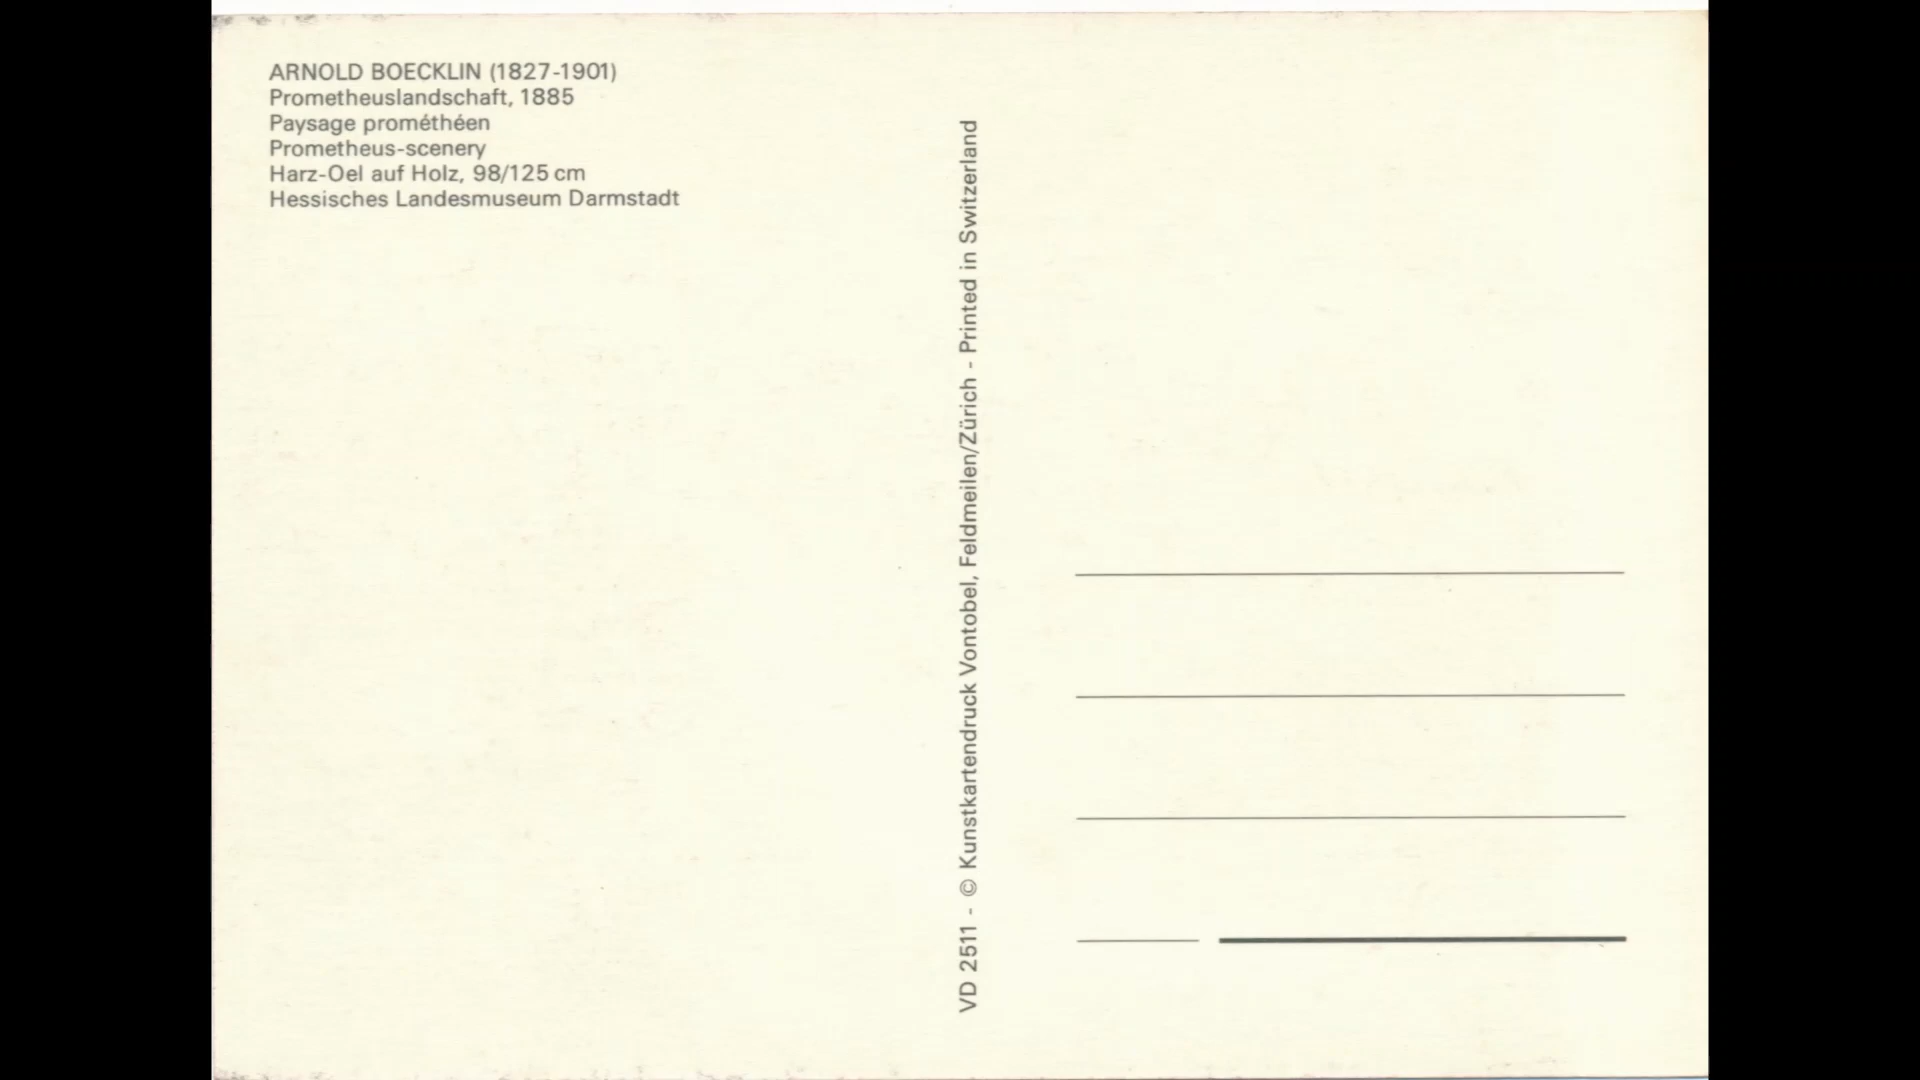 ARNOLD BOECKLIN (1827-1901)
Prometheuslandschaft, 1885
Paysage prométhéen
Prometheus-scenery
Harz-Oel auf Holz, 98/125 cm
Hessisches Landesmuseum Darmstadt
VD 2511 - © Kunstkartendruck Vontobel, Feldmeilen/Zürich - Printed in Switzerland